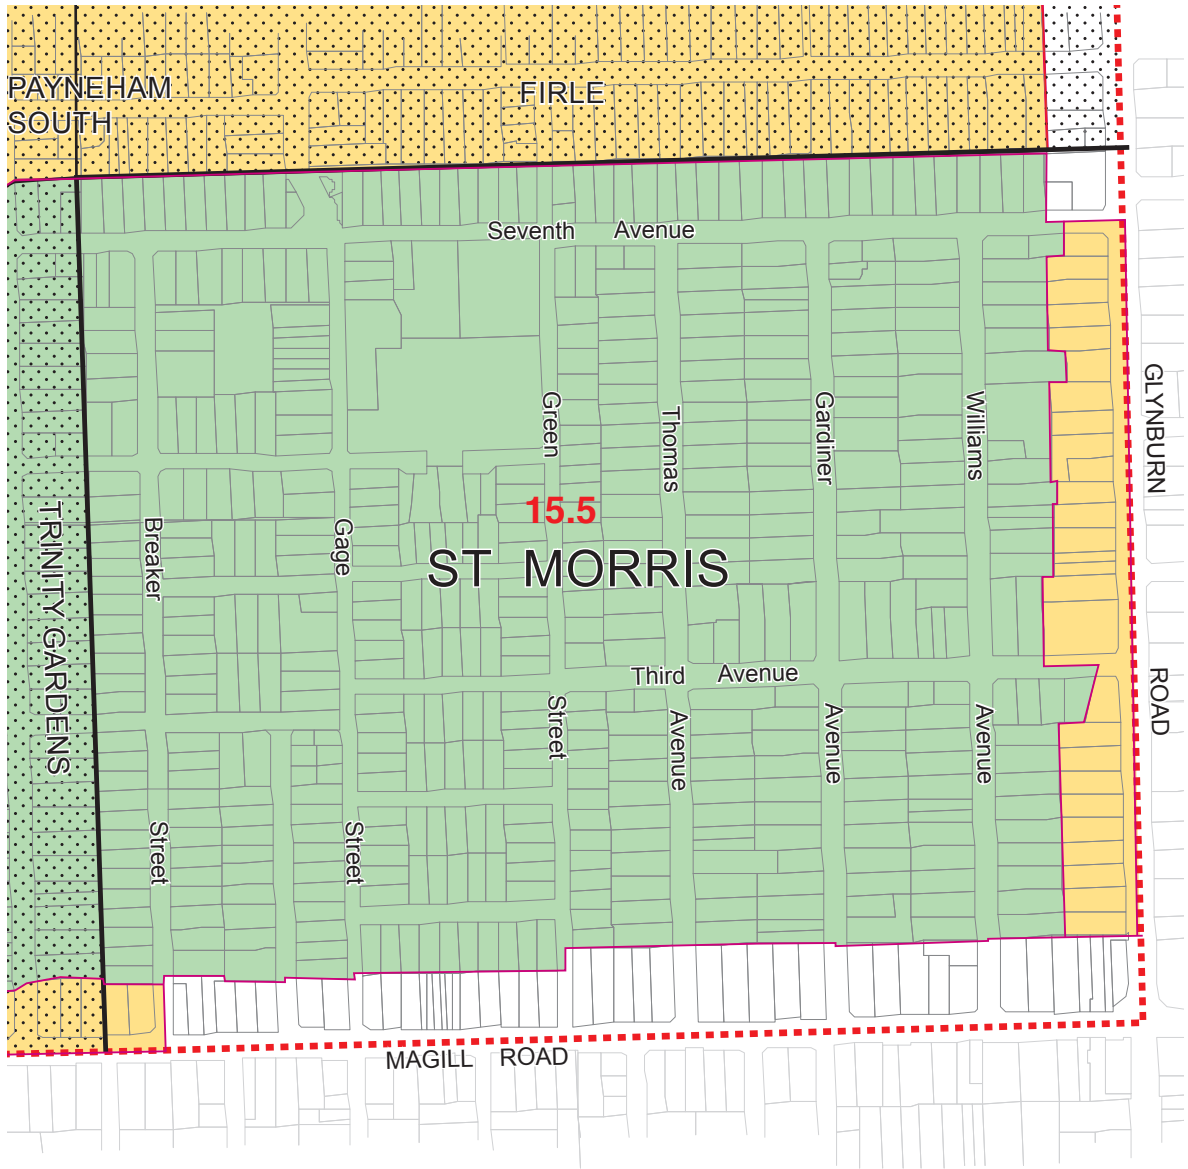 PAYNEHAM
SOUTH
FIRLE
Seventh Avenue
Green
Thomas
Gardiner
Williams
GLYNBURN
15.5
ST MORRIS
TRINITY GARDENS
Breaker
Gage
Third Avenue
Street
Avenue
Avenue
Avenue
ROAD
Street
Street
MAGILL ROAD